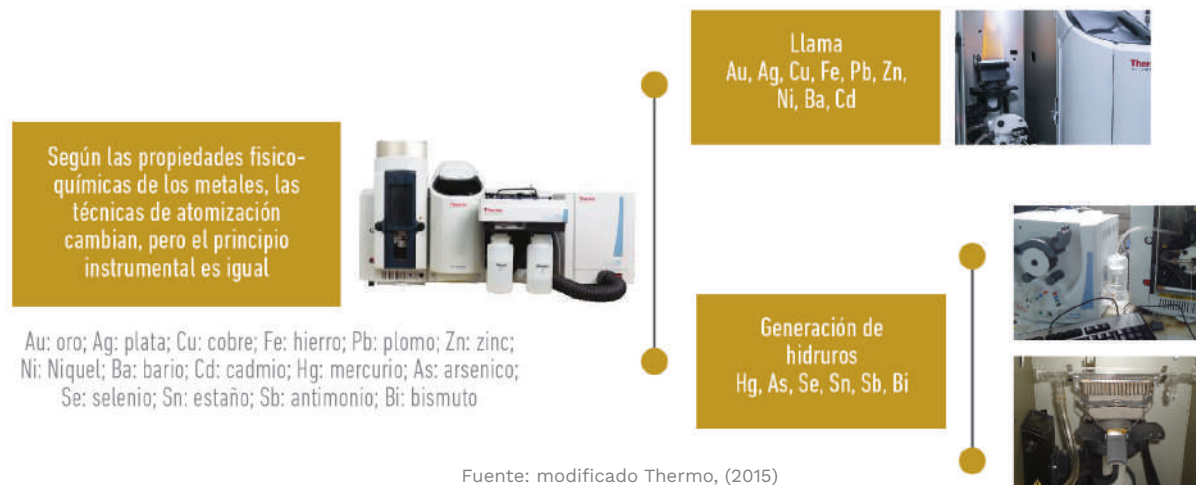 Según las propiedades fisico-
químicas de los metales, las
técnicas de atomización
cambian, pero el principio
instrumental es igual
Au: oro; Ag: plata; Cu: cobre; Fe: hierro; Pb: plomo; Zn: zinc;
Ni: Niquel; Ba: bario; Cd: cadmio; Hg: mercurio; As: arsenico;
Se: selenio; Sn: estaño; Sb: antimonio; Bi: bismuto
Llama
Au, Ag, Cu, Fe, Pb, Zn,
Ni, Ba, Cd
Generación de
hidruros
Hg, As, Se, Sn, Sb, Bi
Fuente: modificado Thermo, (2015)